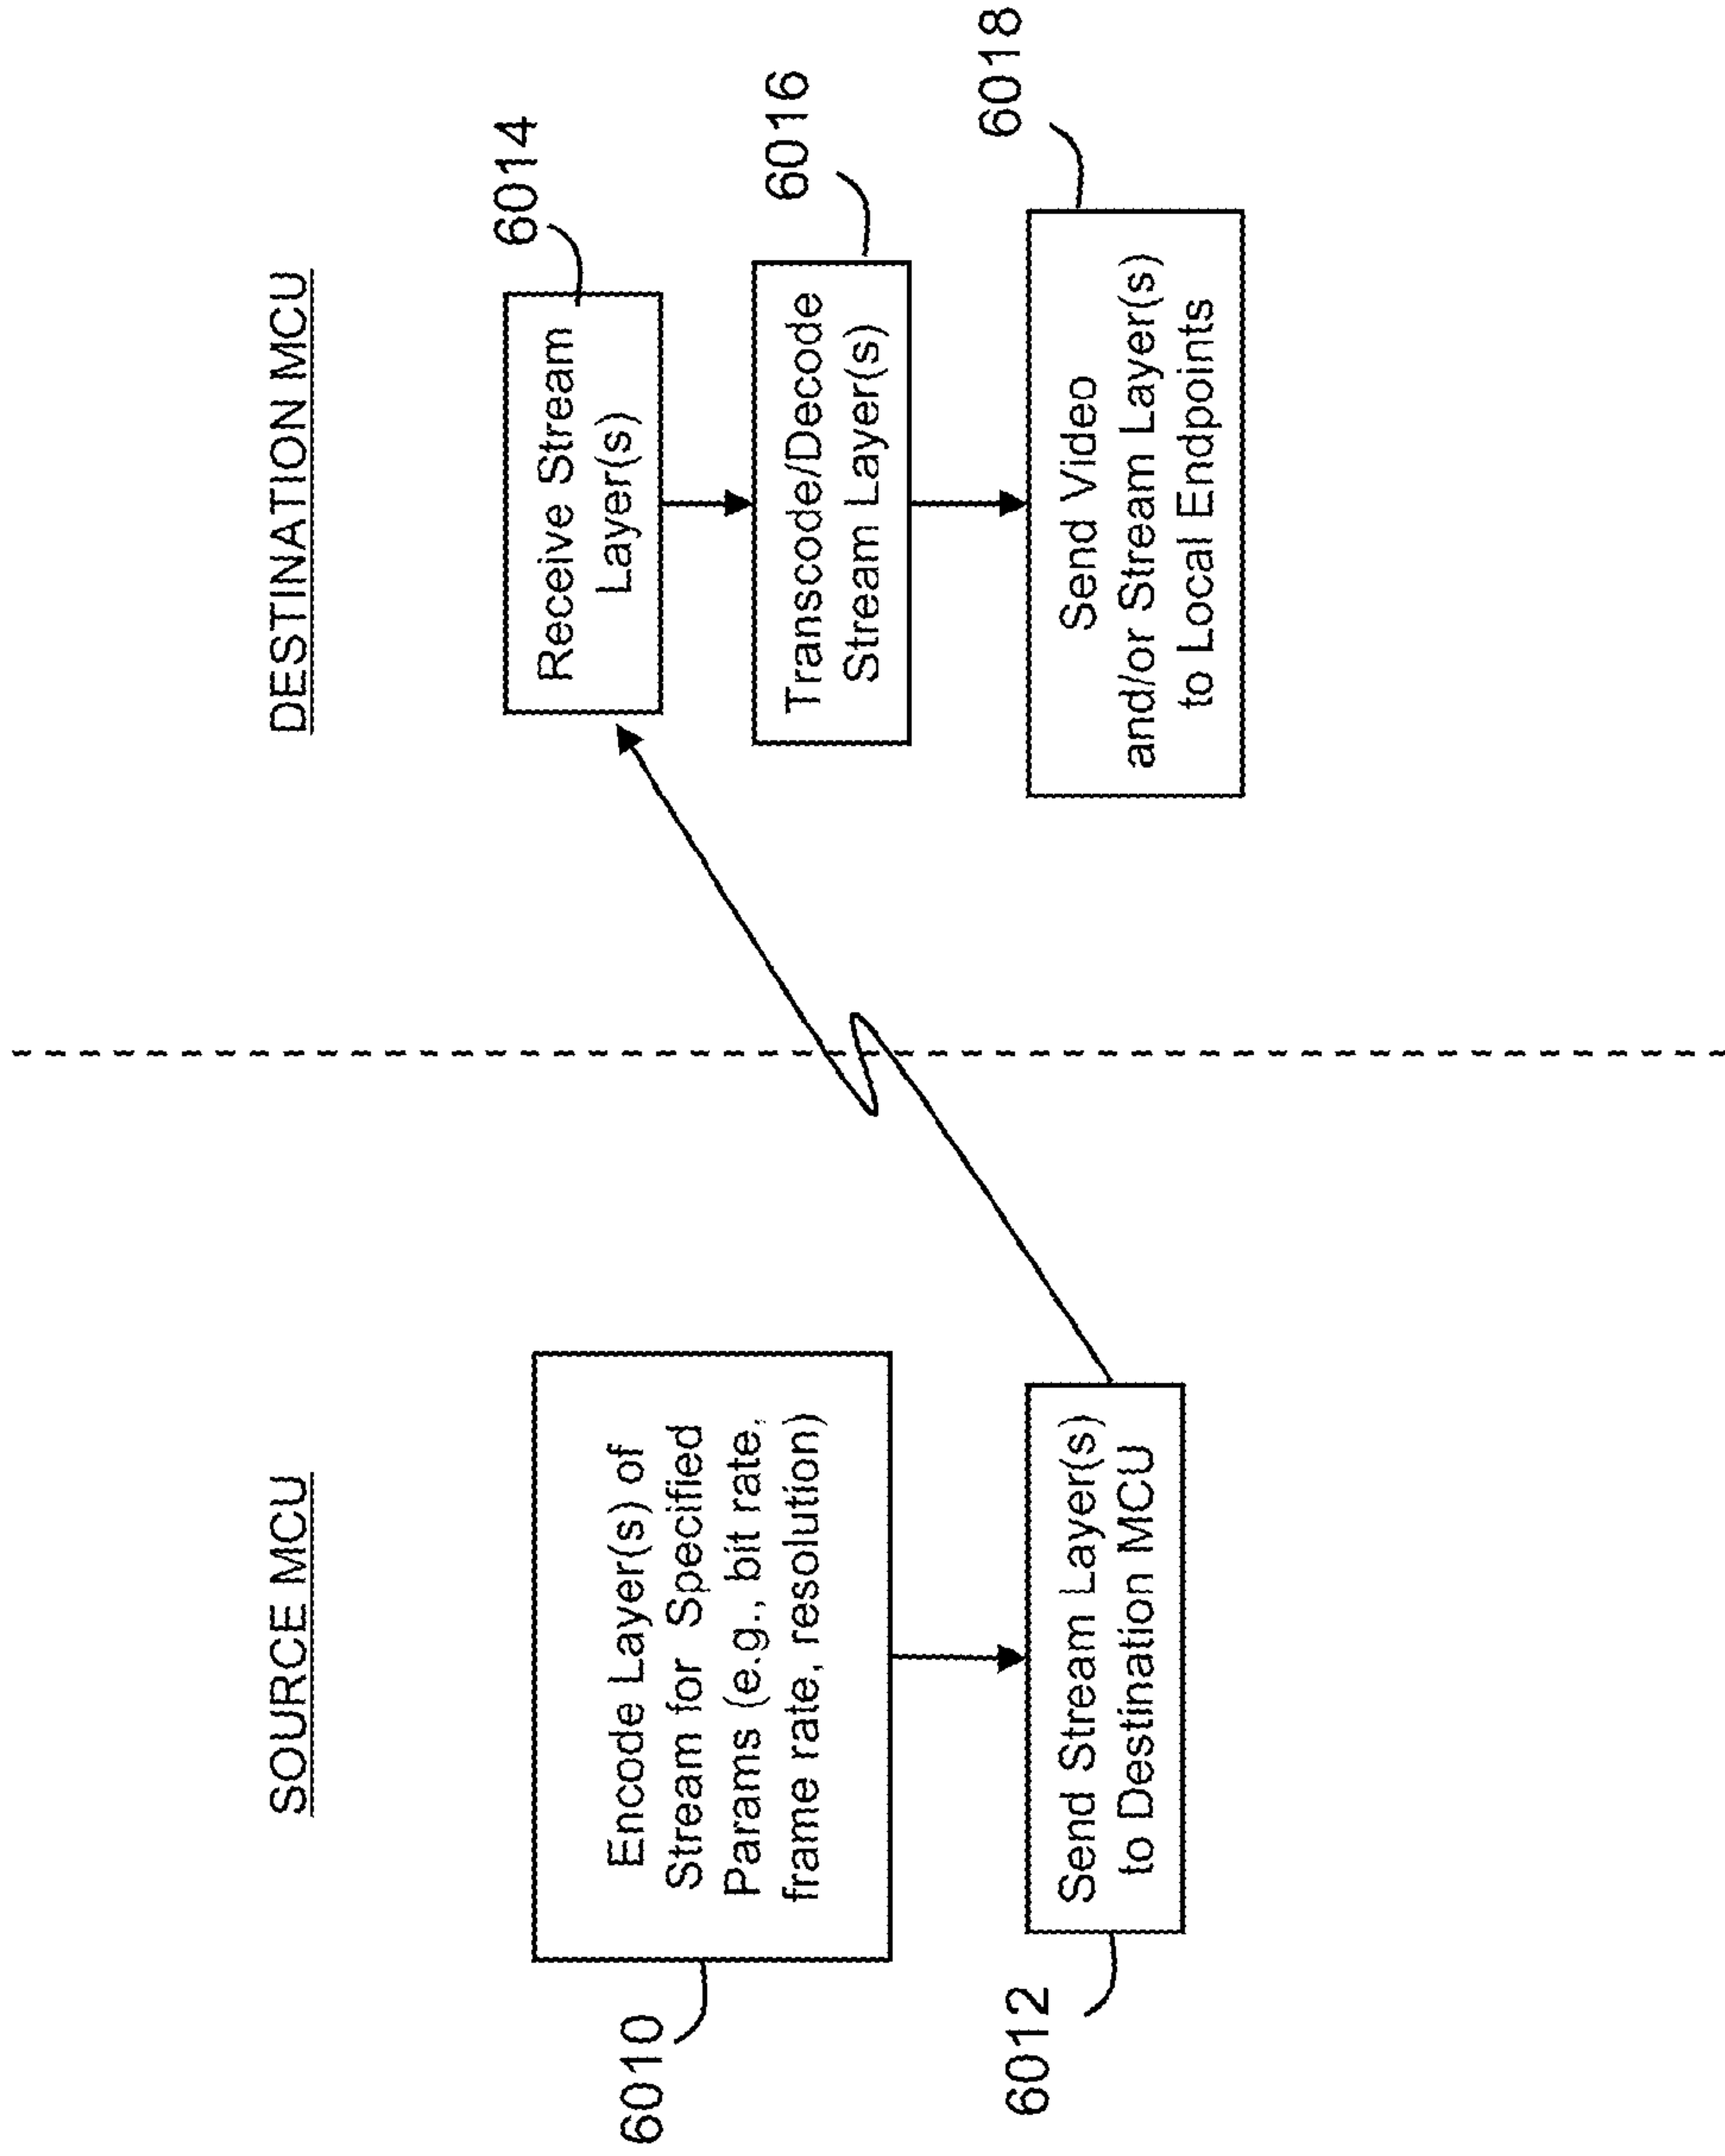 SOURCE MCU
6010
Encode Layer(s) of
Stream for Specified
Params (e.g., bit rate,
frame rate, resolution)
6012
Send Stream Layer(s)
to Destination MCU
DESTINATION MCU
6014
Receive Stream
Layer(s)
6016
Transcode/Decode
Stream Layer(s)
6018
Send Video
and/or Stream Layer(s)
to Local Endpoints